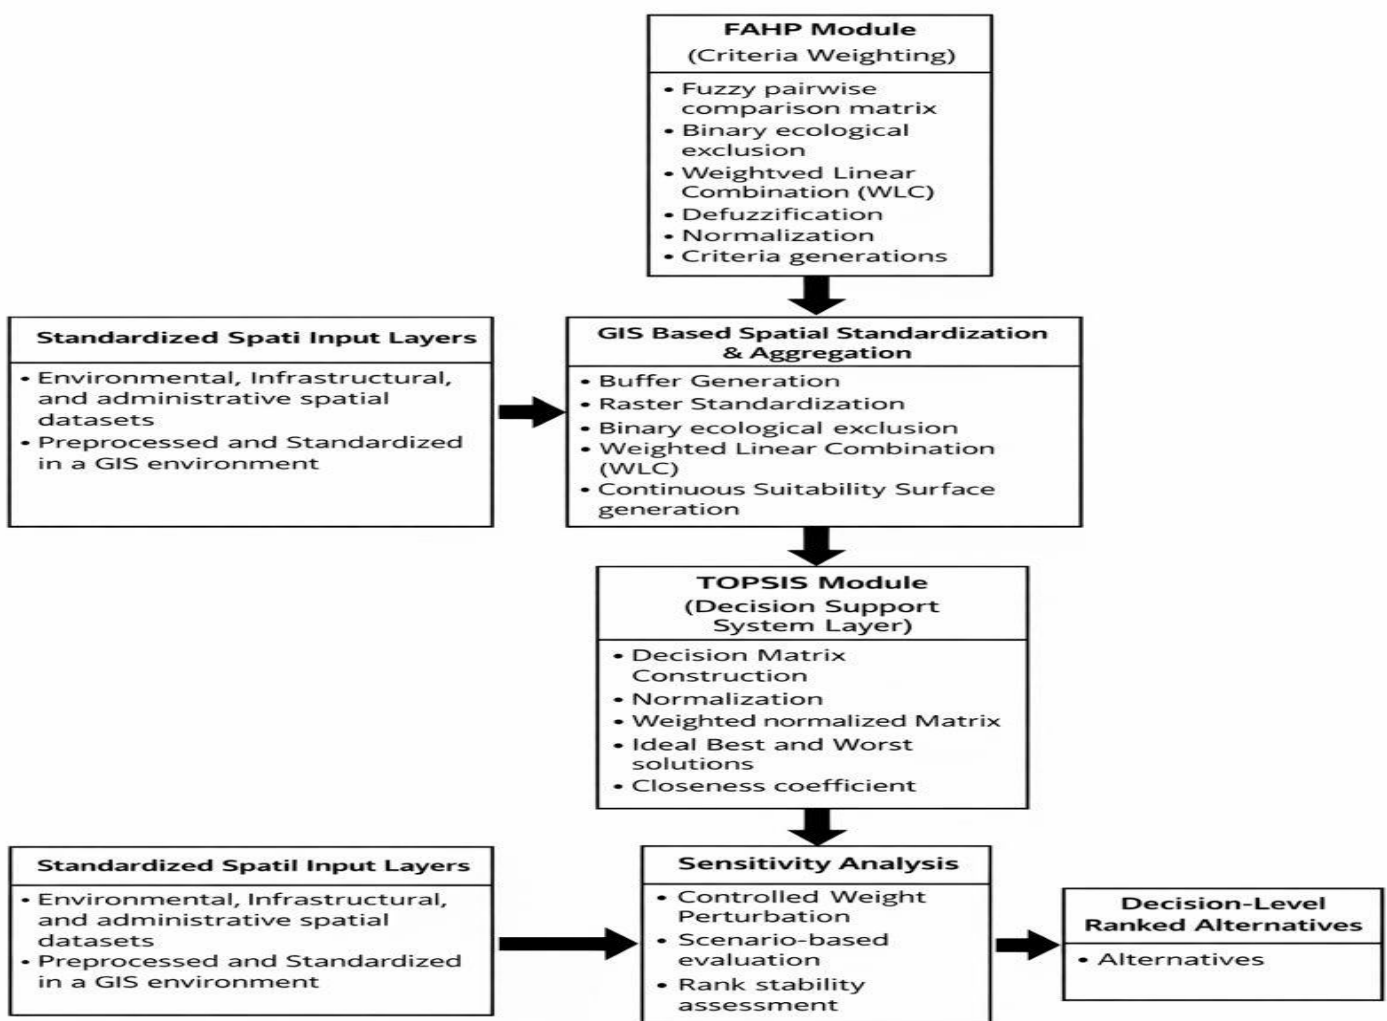 FAHP Module
(Criteria Weighting)
• Fuzzy pairwise
comparison matrix
• Binary ecological
exclusion
• Weightved Linear
Combination (WLC)
• Defuzzification
• Normalization
• Criteria generations
Standardized Spati Input Layers
• Environmental, Infrastructural,
and administrative spatial
datasets
• Preprocessed and Standardized
in a GIS environment
GIS Based Spatial Standardization
& Aggregation
• Buffer Generation
• Raster Standardization
• Binary ecological exclusion
• Weighted Linear Combination
(WLC)
• Continuous Suitability Surface
generation
TOPSIS Module
(Decision Support
System Layer)
• Decision Matrix
Construction
• Normalization
• Weighted normalized Matrix
• Ideal Best and Worst
solutions
• Closeness coefficient
Standardized Spatil Input Layers
• Environmental, Infrastructural,
and administrative spatial
datasets
• Preprocessed and Standardized
in a GIS environment
Sensitivity Analysis
• Controlled Weight
Perturbation
• Scenario-based
evaluation
• Rank stability
assessment
Decision-Level
Ranked Alternatives
• Alternatives